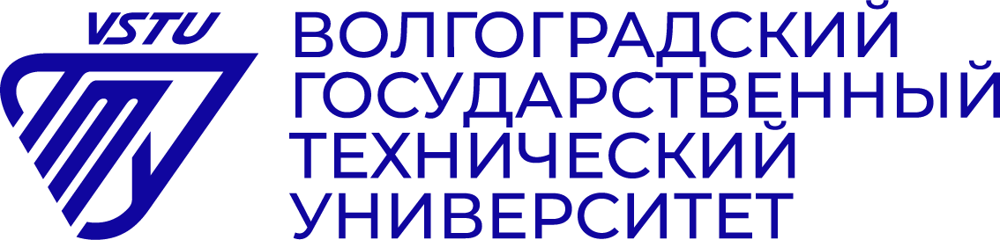 VSTU
ВОЛГОГРАДСКИЙ
ГОСУДАРСТВЕННЫЙ
ТЕХНИЧЕСКИЙ
УНИВЕРСИТЕТ